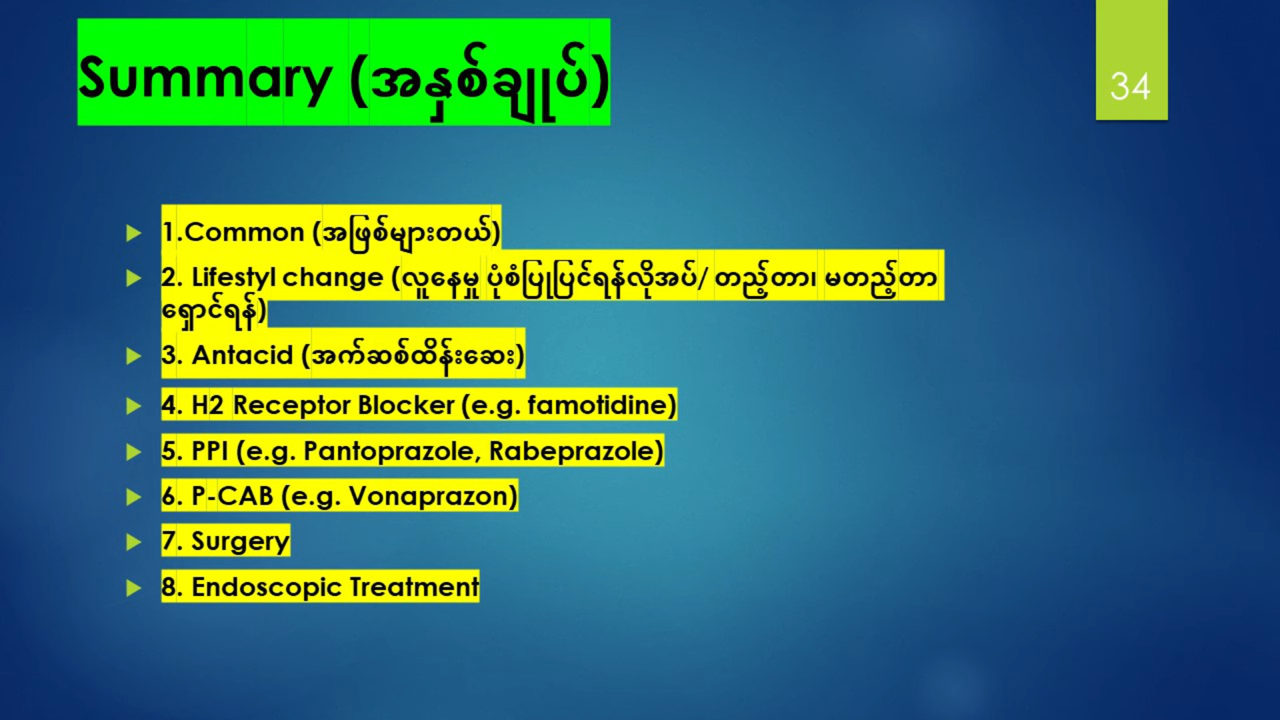 Summary (အနှစ်ချုပ်)
34
1.Common (အဖြစ်များတယ်)
2. Lifestyl change (လူနေမှု ပုံစံပြုပြင်ရန်လိုအပ်/ တည့်တာ၊ မတည့်တာ
ရှောင်ရန်)
3. Antacid (အက်ဆစ်ထိန်းဆေး)
4. H2 Receptor Blocker (e.g. famotidine)
5. PPI (e.g. Pantoprazole, Rabeprazole)
6. P-CAB (e.g. Vonaprazon)
7. Surgery
8. Endoscopic Treatment